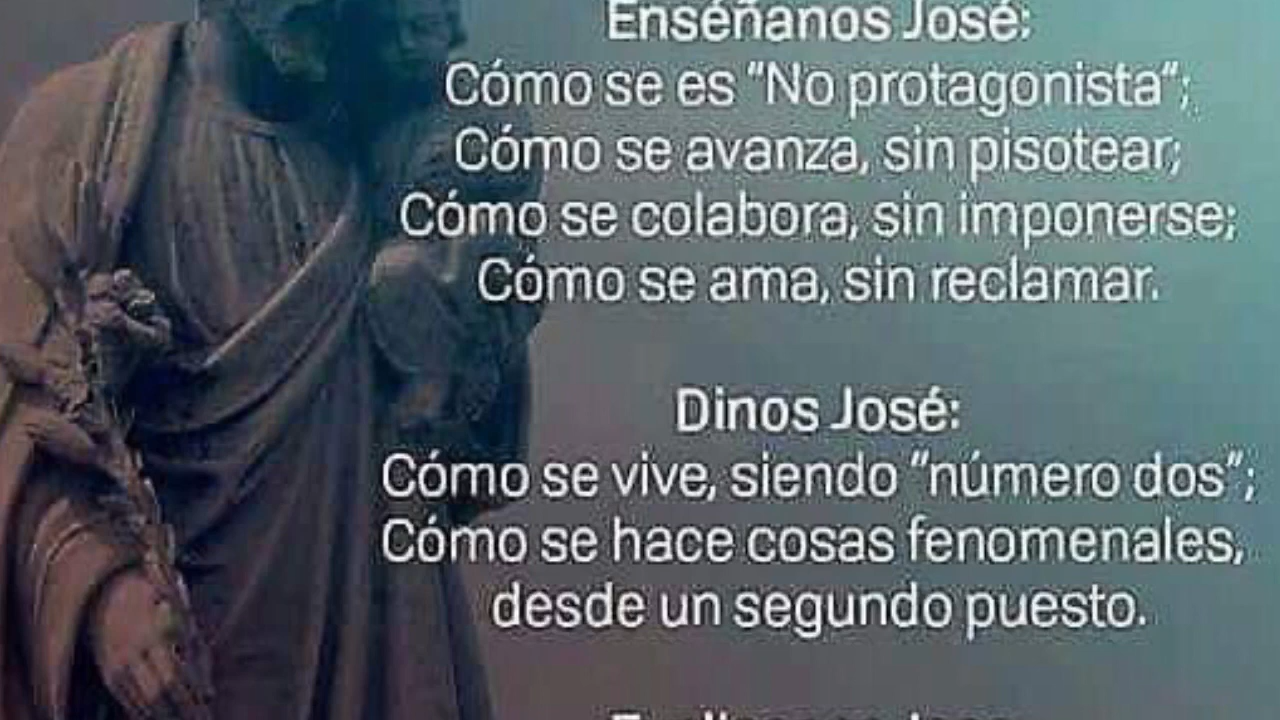 Enséñanos José:
Cómo se es “No protagonista“;
Cómo se avanza, sin pisotear;
Cómo se colabora, sin imponerse;
Cómo se ama, sin reclamar.
Dinos José:
Cómo se vive, siendo “número dos”;
Cómo se hace cosas fenomenales,
desde un segundo puesto.